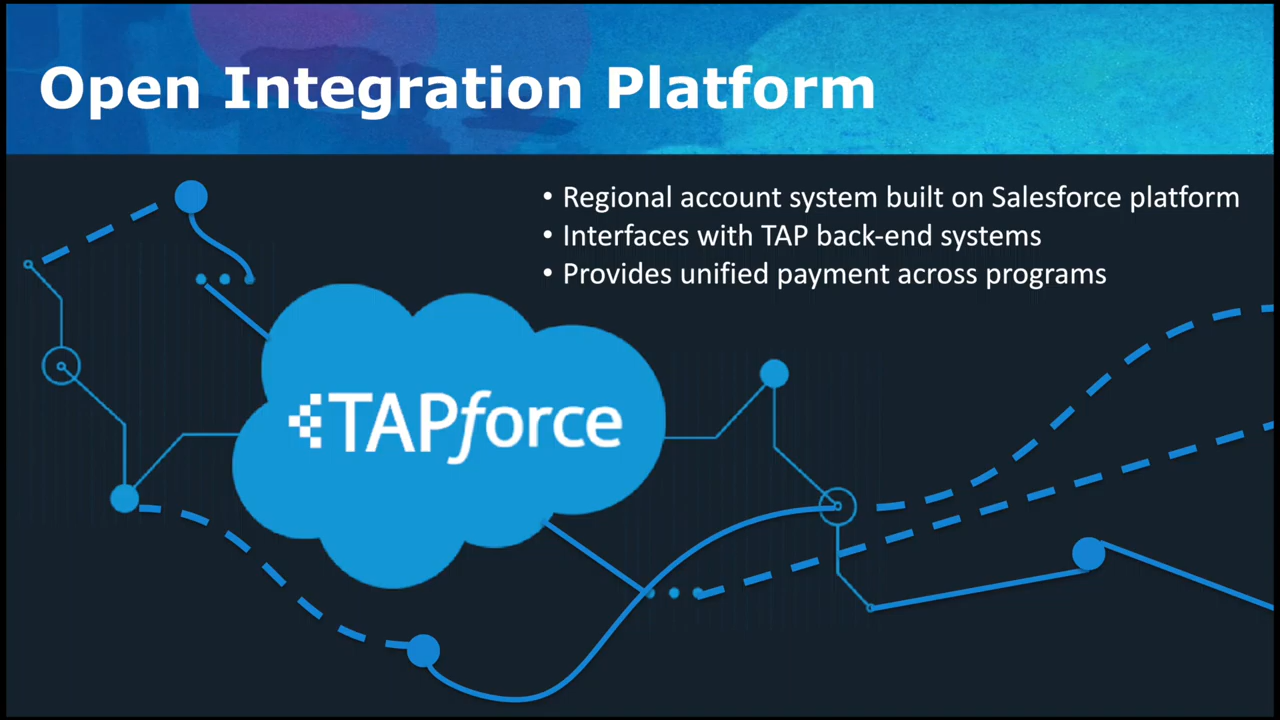 Open Integration Platform
• Regional account system built on Salesforce platform
• Interfaces with TAP back-end systems
• Provides unified payment across programs
TAPforce